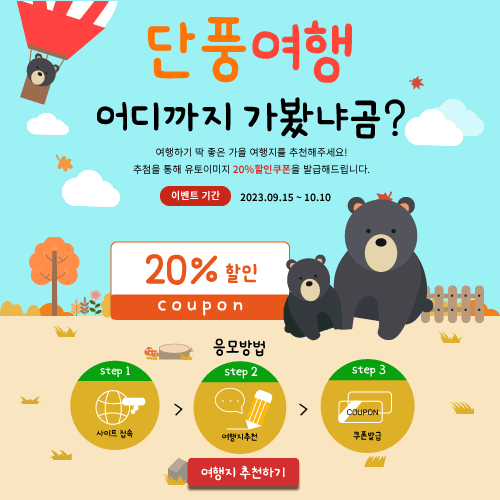 단풍여행
어디까지 가봤냐곰?
여행하기 딱 좋은 가을 여행지를 추천해주세요!
추첨을 통해 유토이미지 20%할인쿠폰을 발급해드립니다.
이벤트 기간 2023.09.15 ~ 10.10
20% 할인
coupon
응모방법
step 1
사이트 접속
step 2
여행지추천
step 3
COUPON
쿠폰발급
여행지 추천하기